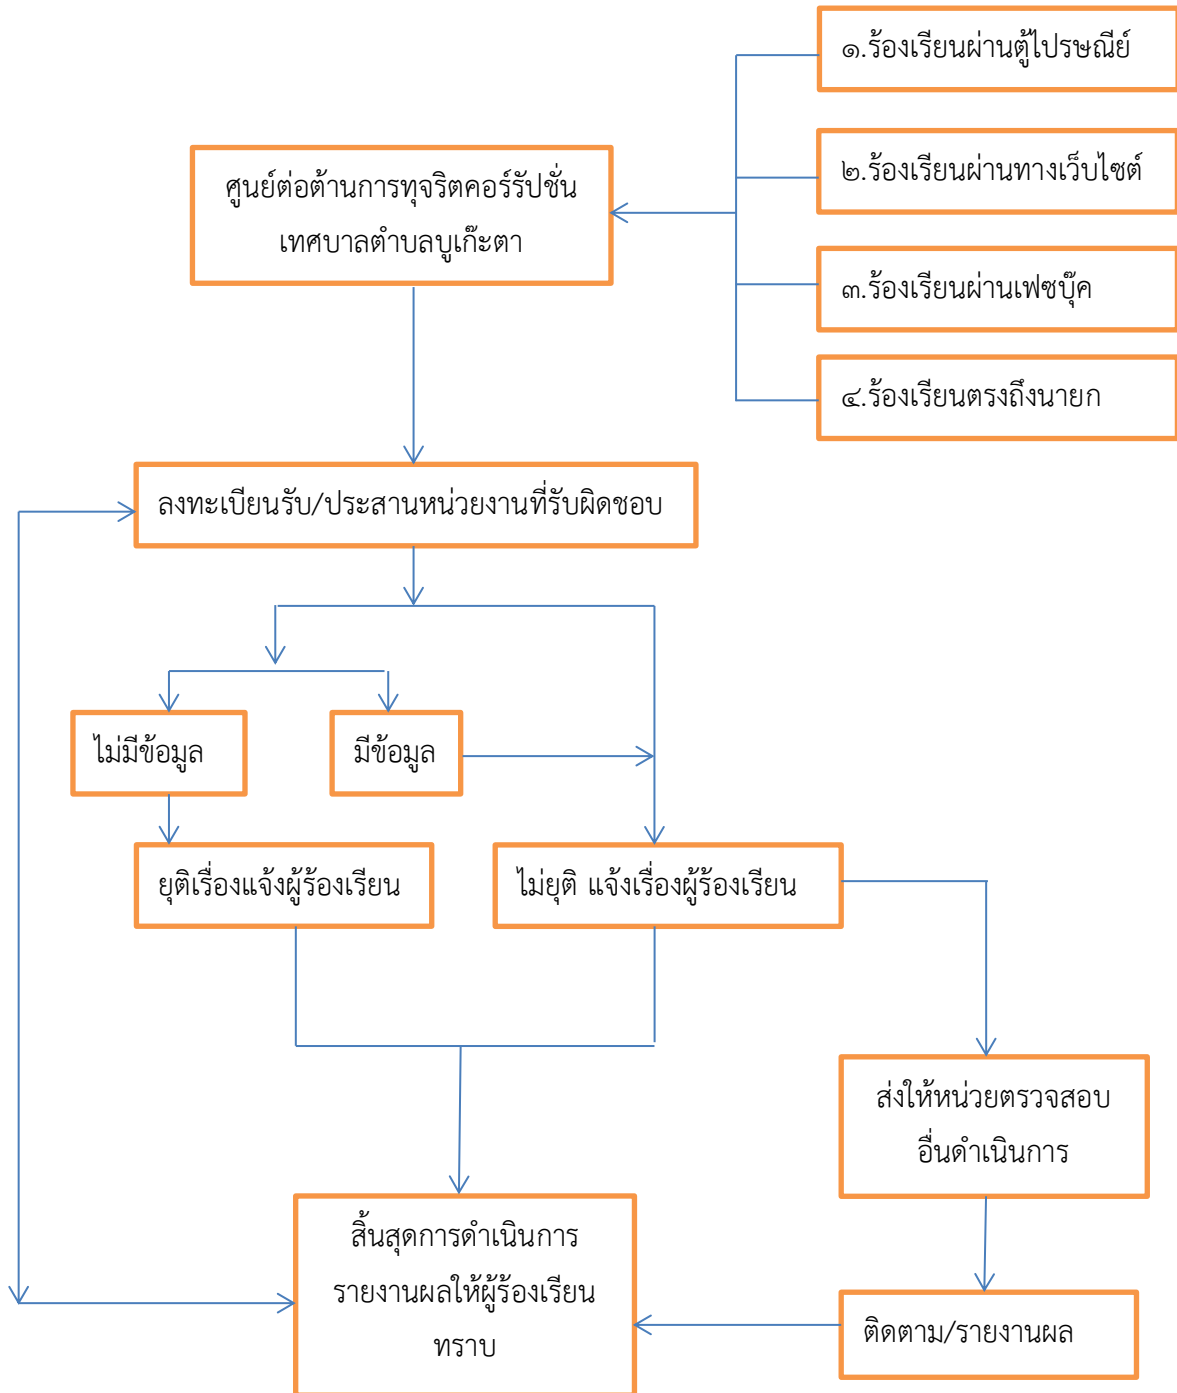 ๑.ร้องเรียนผ่านตู้ไปรษณีย์
๒.ร้องเรียนผ่านทางเว็บไซต์
ศูนย์ต่อต้านการทุจริตคอร์รัปชั่น
เทศบาลตำบลบูเก๊ะตา
๓.ร้องเรียนผ่านเฟซบุ๊ค
๔.ร้องเรียนตรงถึงนายก
ลงทะเบียนรับ/ประสานหน่วยงานที่รับผิดชอบ
ไม่มีข้อมูล
มีข้อมูล
ยุติเรื่องแจ้งผู้ร้องเรียน
ไม่ยุติ แจ้งเรื่องผู้ร้องเรียน
ส่งให้หน่วยตรวจสอบ
อื่นดำเนินการ
สิ้นสุดการดำเนินการ
รายงานผลให้ผู้ร้องเรียน
ทราบ
ติดตาม/รายงานผล